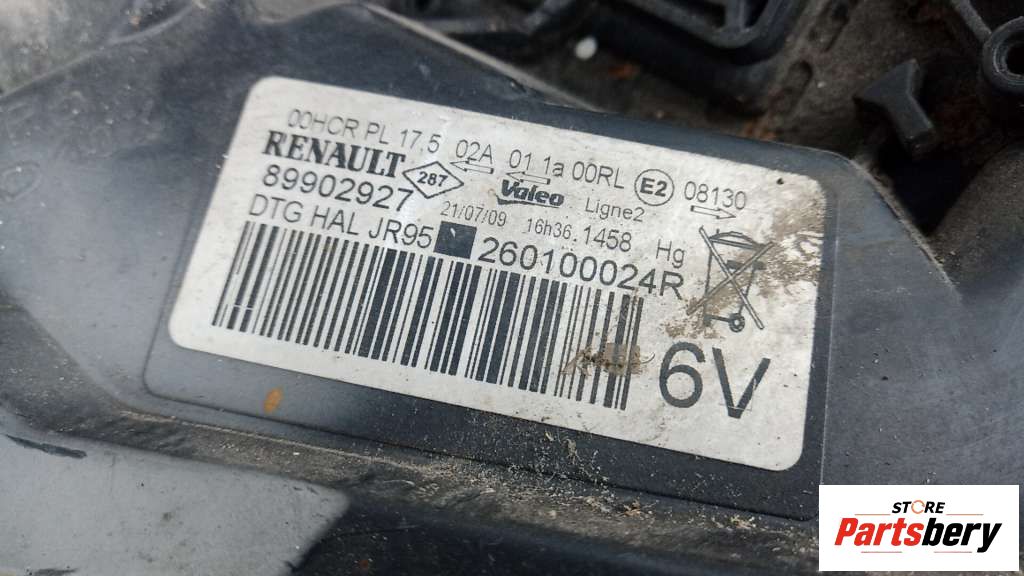 00HCR PL 17,5 02A 01 1a 00RL E2 08130
RENAULT
89902927 287 Valeo Ligne2
21/07/09 16h36 1458 Hg
DTG HAL JR95 260100024R
6V
STORE
Partsbery